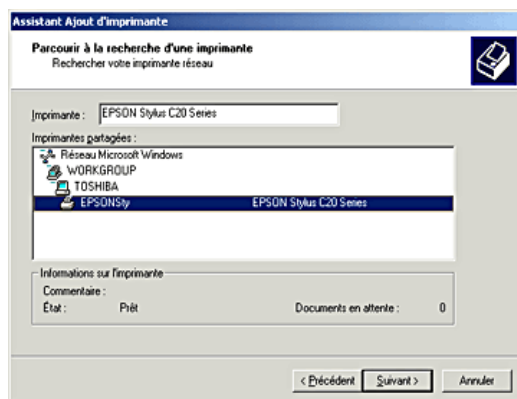 Assistant Ajout d'imprimante
Parcourir à la recherche d'une imprimante
Rechercher votre imprimante réseau
Imprimante : EPSON Stylus C20 Series
Imprimantes partagées :
Réseau Microsoft Windows
WORKGROUP
TOSHIBA
EPSONSty EPSON Stylus C20 Series
Informations sur l'imprimante
Commentaire :
État : Prêt Documents en attente : 0
< Précédent Suivant > Annuler